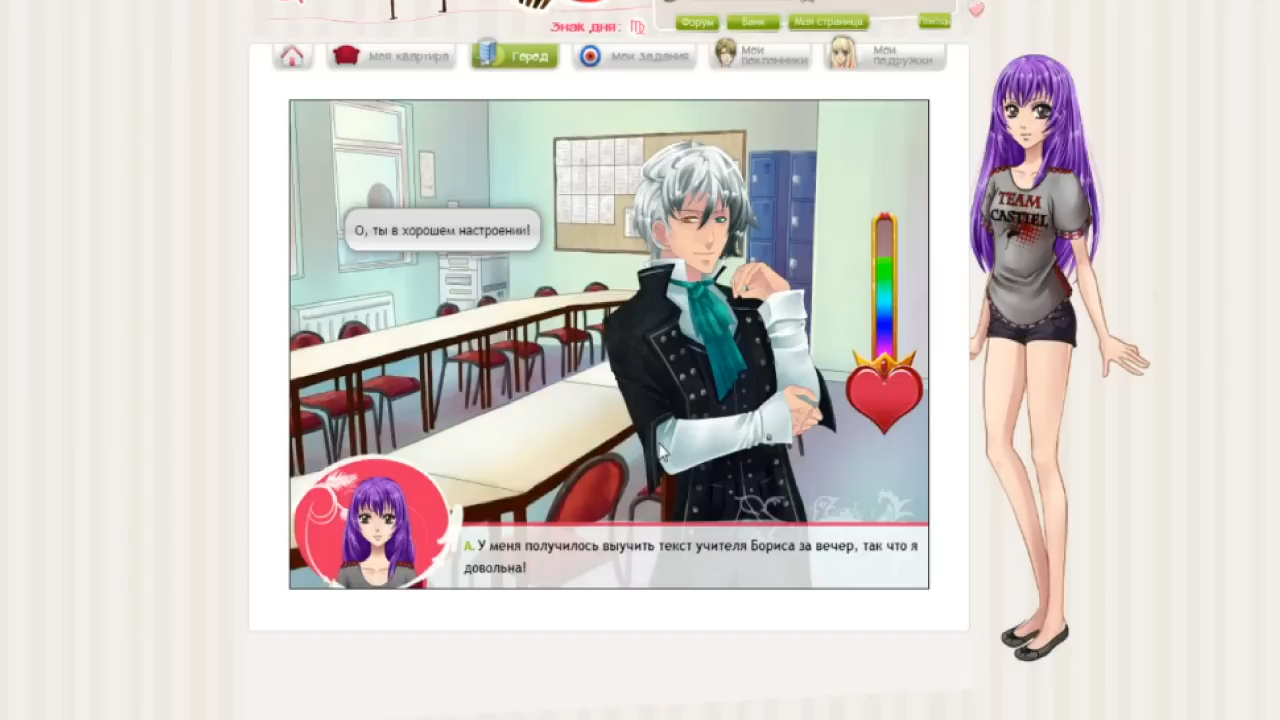 Знак дня:
Форум
Банк
Моя страница
Помощь
Моя квартира
Город
Мои задания
Мои
поклонники
Мои
подружки
О, ты в хорошем настроении!
TEAM
CASTIEL
А. У меня получилось выучить текст учителя Бориса за вечер, так что я
довольна!